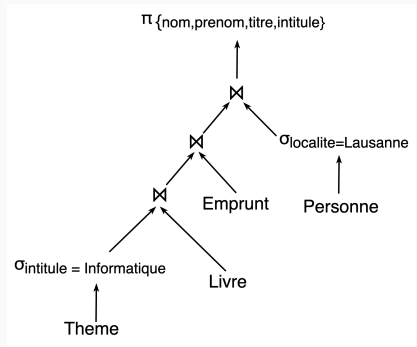 π{nom,prenom,titre,intitule}
⋈
⋈
σlocalite=Lausanne
⋈
Emprunt
Personne
σintitule = Informatique
Livre
Theme